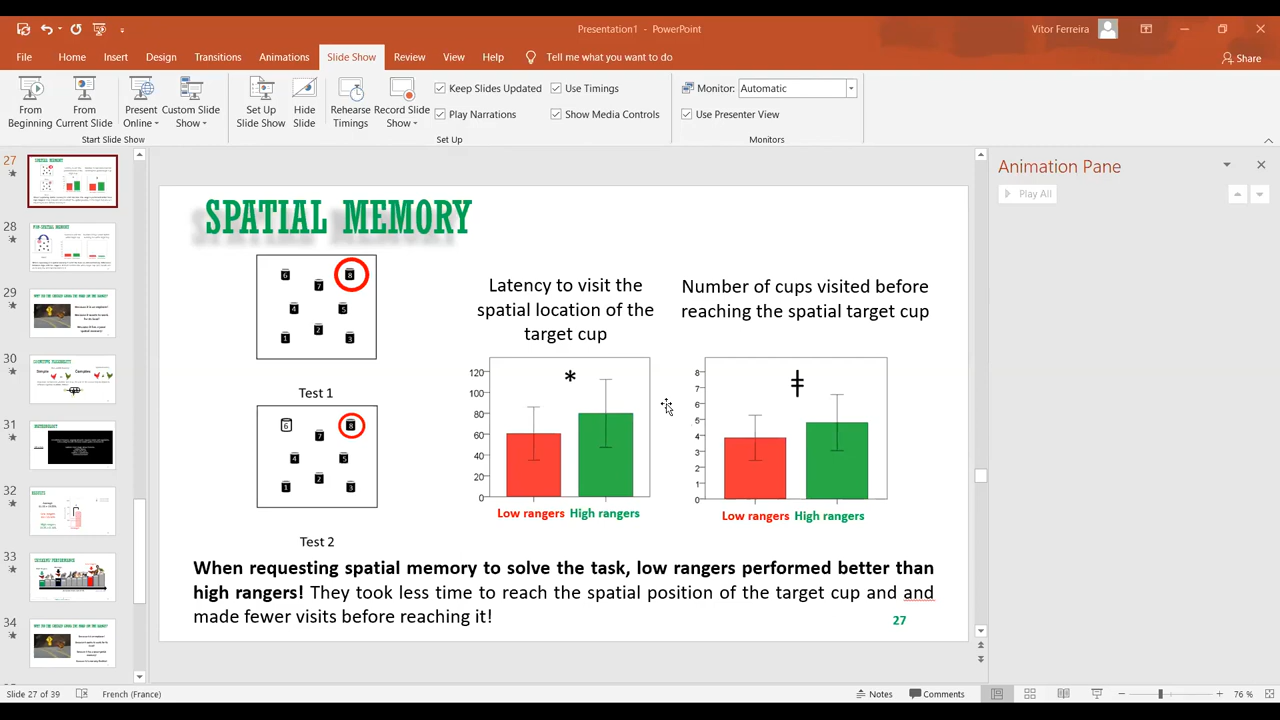 Presentation1 - PowerPoint
Vitor Ferreira
File Home Insert Design Transitions Animations Slide Show Review View Help Tell me what you want to do
Share
From Beginning
From Current Slide
Present Online
Custom Slide Show
Set Up Slide Show
Hide Slide
Rehearse Timings
Record Slide Show
Keep Slides Updated
Play Narrations
Use Timings
Show Media Controls
Monitor: Automatic
Use Presenter View
Start Slide Show
Set Up
Monitors
27
28
29
30
31
32
33
34
SPATIAL MEMORY
6
7
8
4
5
1
2
3
Test 1
6
7
8
4
5
1
2
3
Test 2
Latency to visit the
spatial location of the
target cup
120
100
80
60
40
20
0
*
Low rangers High rangers
Number of cups visited before
reaching the spatial target cup
8
7
6
5
4
3
2
1
0
ǂ
Low rangers High rangers
When requesting spatial memory to solve the task, low rangers performed better than
high rangers! They took less time to reach the spatial position of the target cup and and
made fewer visits before reaching it!
27
Animation Pane
Play All
Slide 27 of 39
French (France)
Notes
Comments
76 %